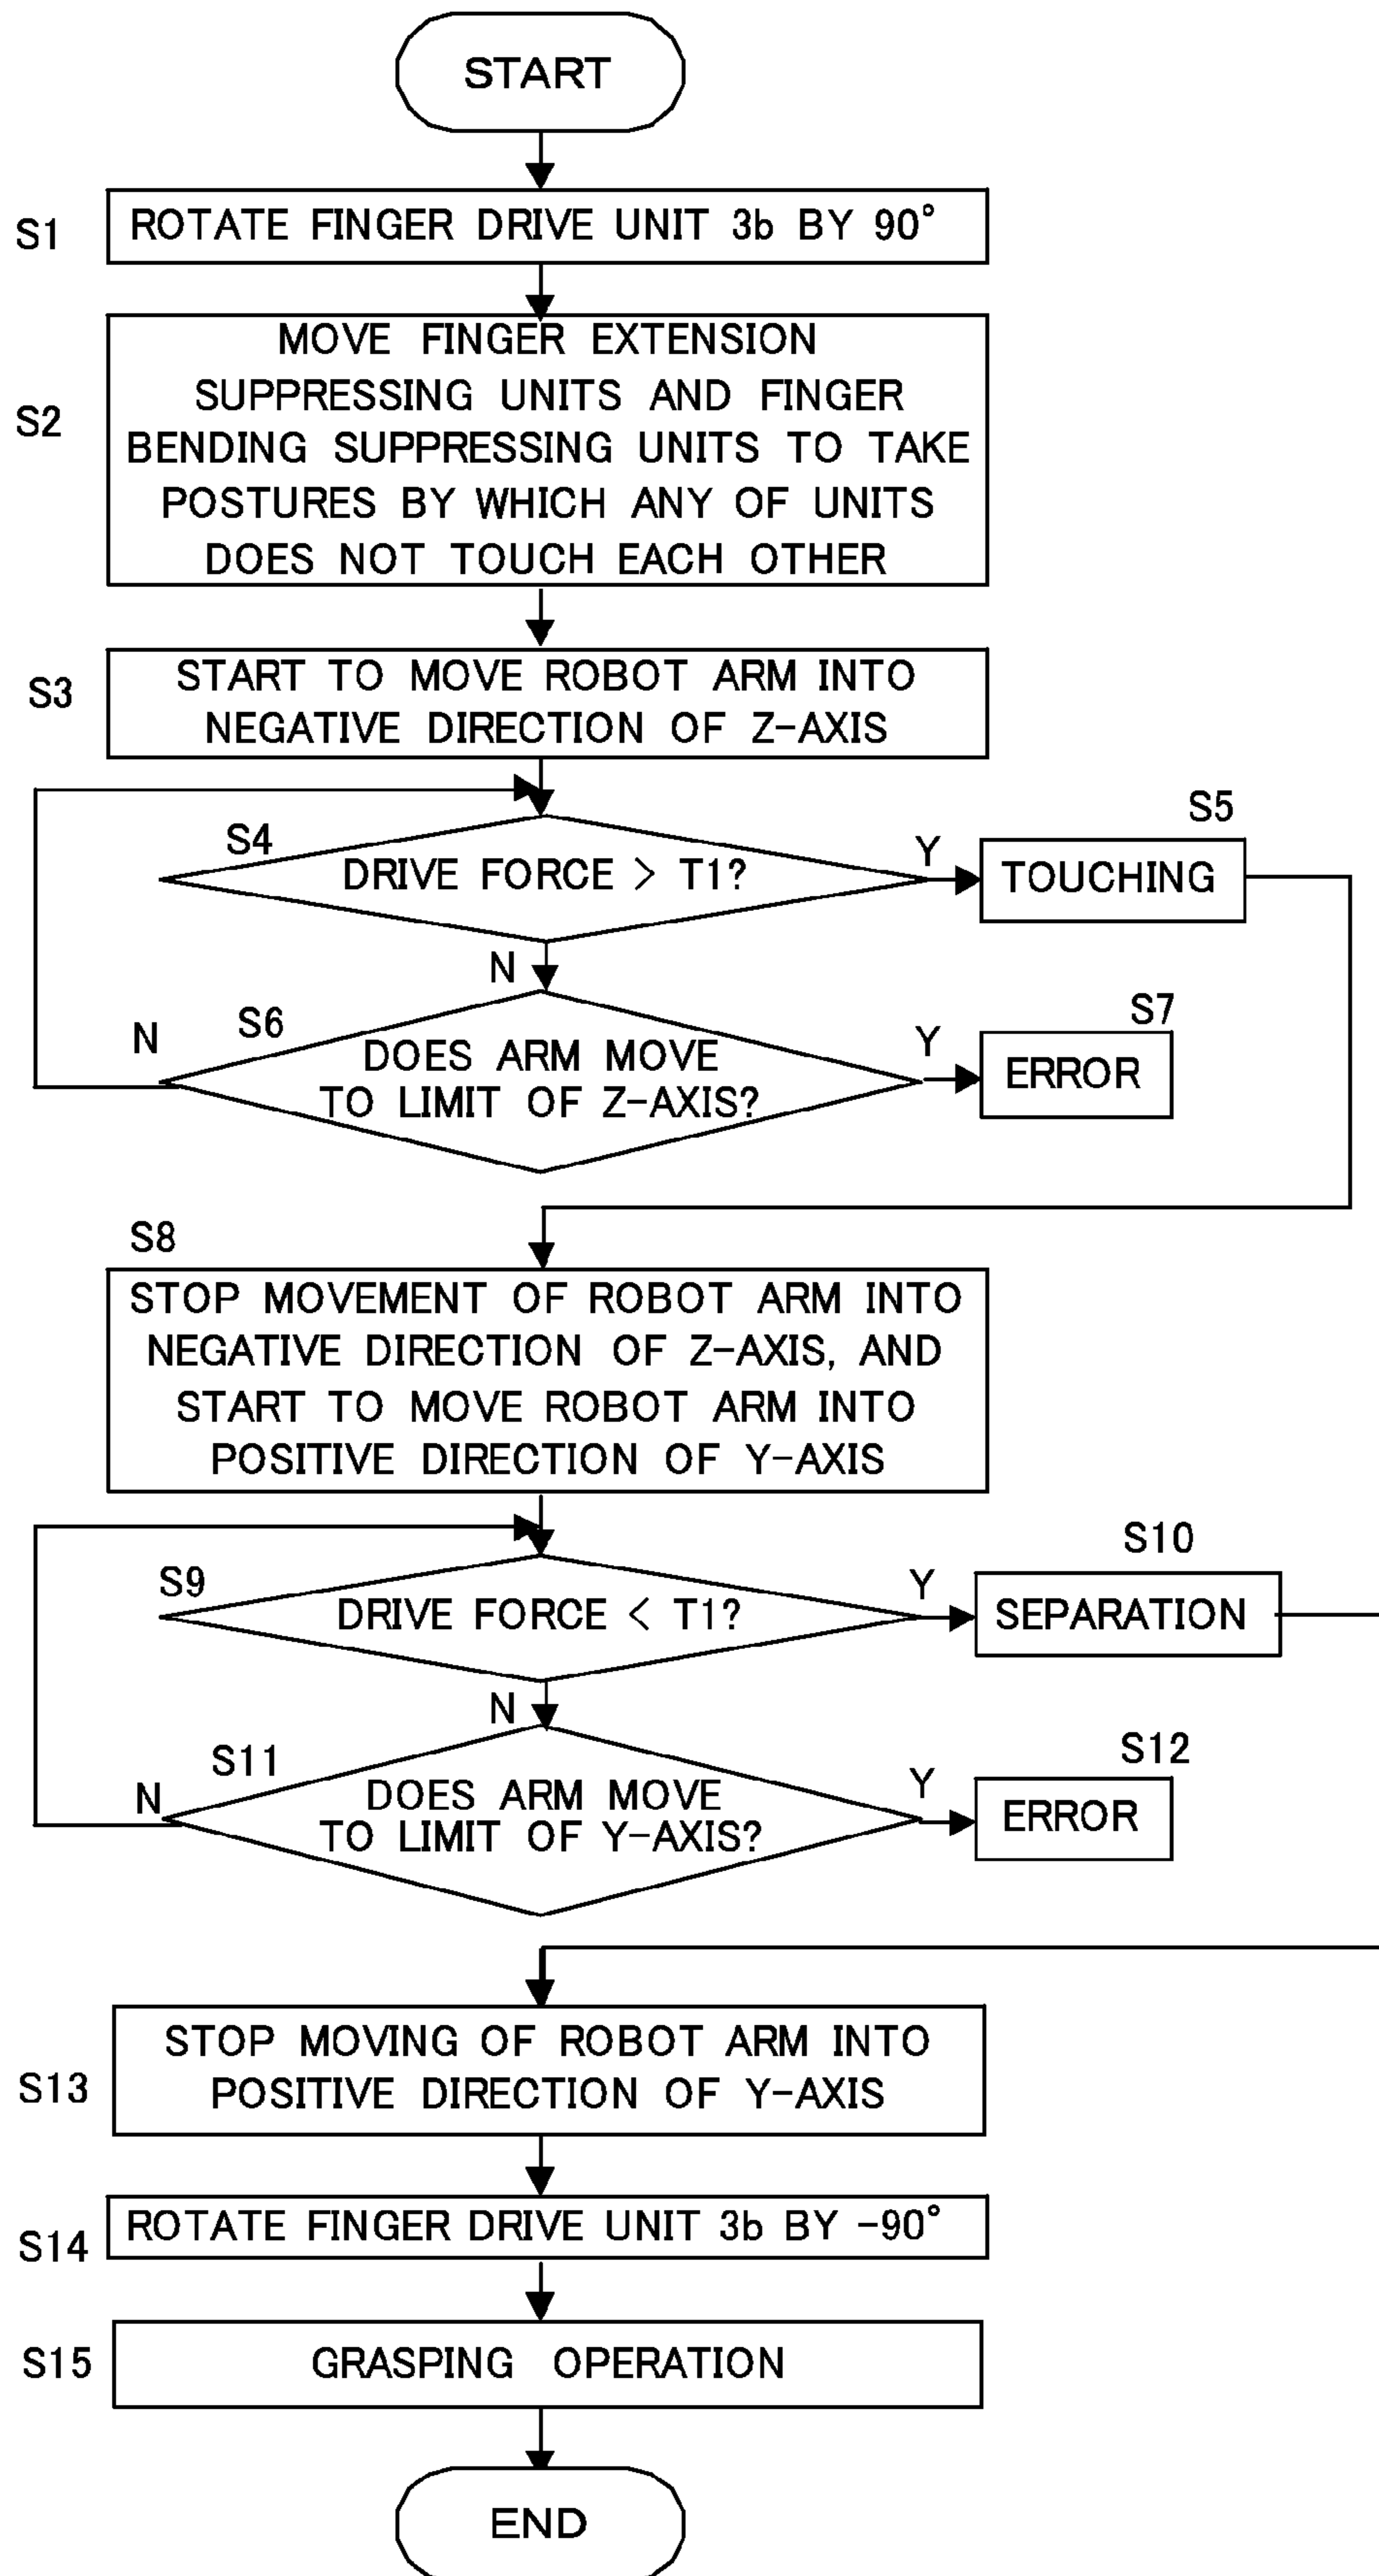 START
S1
ROTATE FINGER DRIVE UNIT 3b BY 90°
S2
MOVE FINGER EXTENSION
SUPPRESSING UNITS AND FINGER
BENDING SUPPRESSING UNITS TO TAKE
POSTURES BY WHICH ANY OF UNITS
DOES NOT TOUCH EACH OTHER
S3
START TO MOVE ROBOT ARM INTO
NEGATIVE DIRECTION OF Z-AXIS
S4
DRIVE FORCE > T1?
Y
S5
TOUCHING
N
S6
DOES ARM MOVE
TO LIMIT OF Z-AXIS?
N
Y
S7
ERROR
S8
STOP MOVEMENT OF ROBOT ARM INTO
NEGATIVE DIRECTION OF Z-AXIS, AND
START TO MOVE ROBOT ARM INTO
POSITIVE DIRECTION OF Y-AXIS
S9
DRIVE FORCE < T1?
Y
S10
SEPARATION
N
S11
DOES ARM MOVE
TO LIMIT OF Y-AXIS?
N
Y
S12
ERROR
S13
STOP MOVING OF ROBOT ARM INTO
POSITIVE DIRECTION OF Y-AXIS
S14
ROTATE FINGER DRIVE UNIT 3b BY -90°
S15
GRASPING OPERATION
END